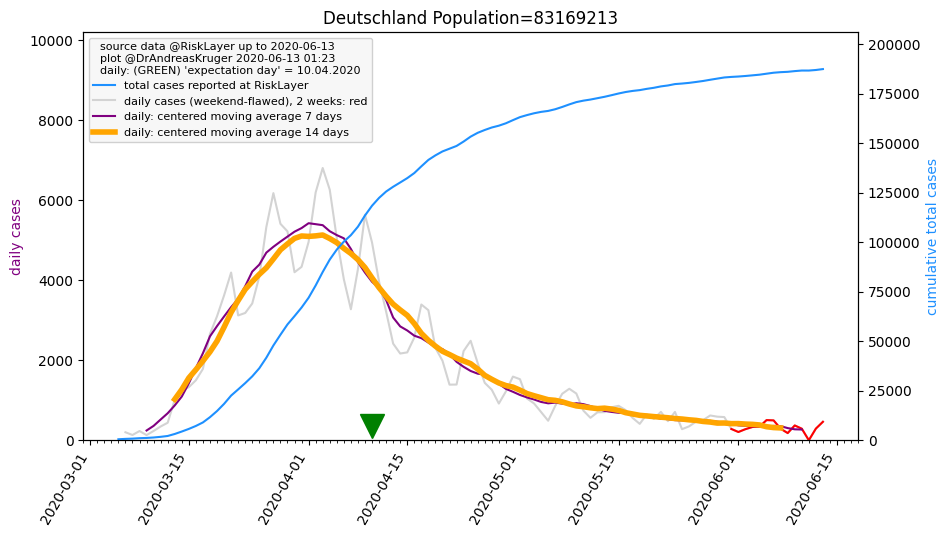 Deutschland Population=83169213
source data @RiskLayer up to 2020-06-13
plot @DrAndreasKruger 2020-06-13 01:23
daily: (GREEN) 'expectation day' = 10.04.2020
total cases reported at RiskLayer
daily cases (weekend-flawed), 2 weeks: red
daily: centered moving average 7 days
daily: centered moving average 14 days
daily cases
10000
8000
6000
4000
2000
0
cumulative total cases
200000
175000
150000
125000
100000
75000
50000
25000
0
2020-03-01
2020-03-15
2020-04-01
2020-04-15
2020-05-01
2020-05-15
2020-06-01
2020-06-15